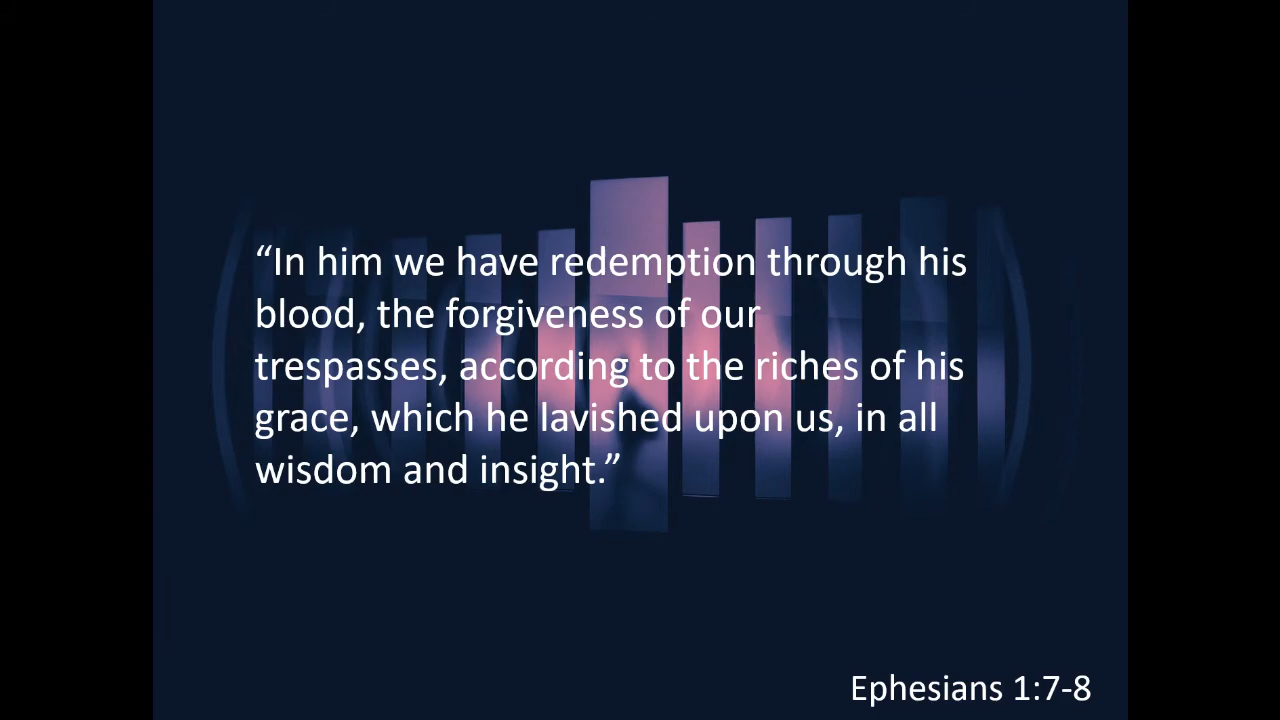 “In him we have redemption through his
blood, the forgiveness of our
trespasses, according to the riches of his
grace, which he lavished upon us, in all
wisdom and insight.”
Ephesians 1:7-8